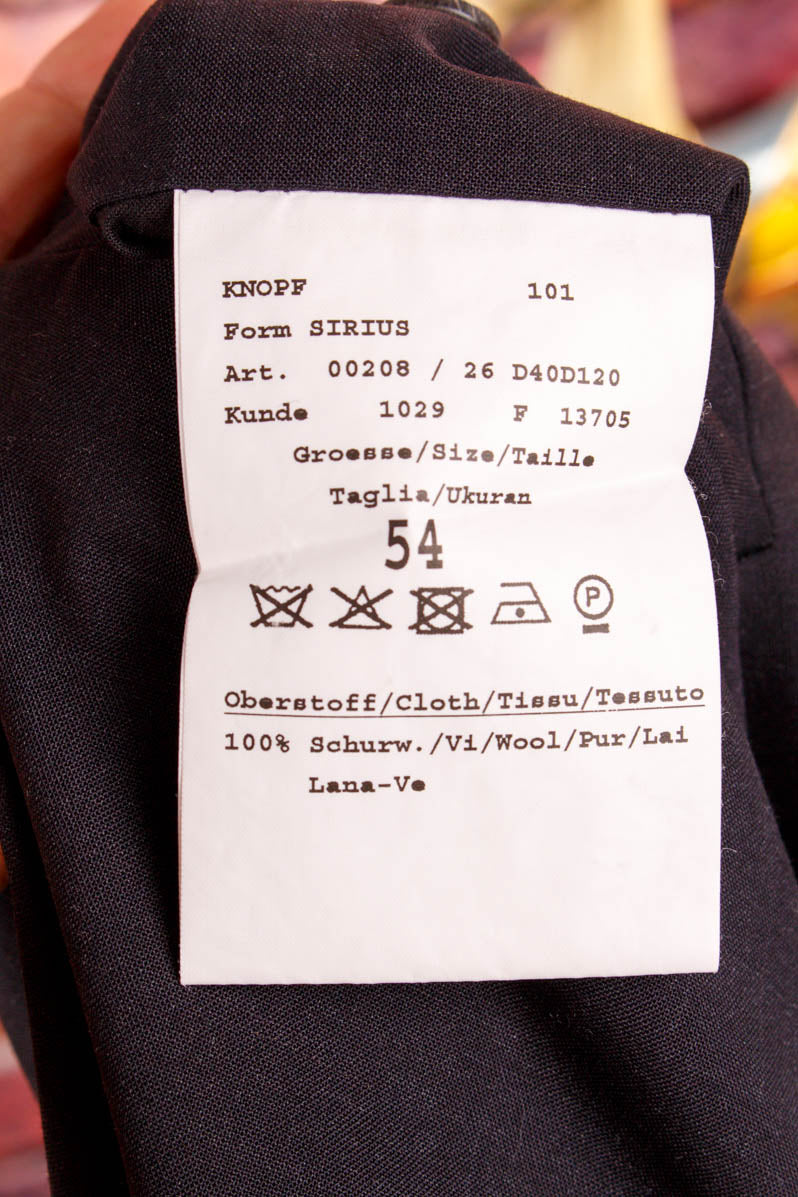 KNOPF 101
Form SIRIUS
Art. 00208 / 26 D40D120
Kunde 1029 F 13705
Groesse/Size/Taille
Taglia/Ukuran
54
P
Oberstoff/Cloth/Tissu/Tessuto
100% Schurw./Vi/Wool/Pur/Lai
Lana-Ve